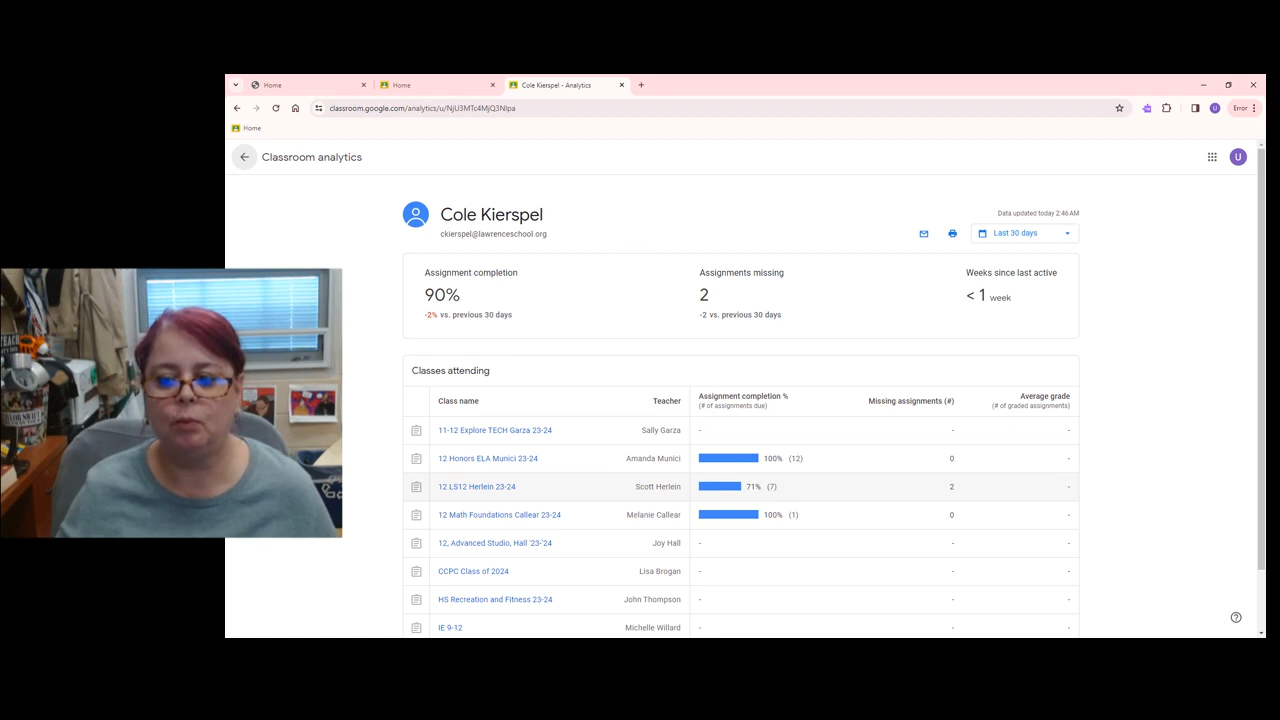 Home
Home
Cole Kierspel - Analytics
classroom.google.com/analytics/u/NjU3MTc4MjQ3Nlpa
U
Error
Home
Classroom analytics
U
Cole Kierspel
ckierspel@lawrenceschool.org
Data updated today 2:46 AM
Last 30 days
Assignment completion
90%
-2% vs. previous 30 days
Assignments missing
2
-2 vs. previous 30 days
Weeks since last active
< 1 week
Classes attending
Class name Teacher Assignment completion % Missing assignments (#) Average grade
(# of assignments due) (# of graded assignments)
11-12 Explore TECH Garza 23-24 Sally Garza - - -
12 Honors ELA Munici 23-24 Amanda Munici 100% (12) 0 -
12 LS12 Herlein 23-24 Scott Herlein 71% (7) 2 -
12 Math Foundations Callear 23-24 Melanie Callear 100% (1) 0 -
12, Advanced Studio, Hall '23-'24 Joy Hall - - -
CCPC Class of 2024 Lisa Brogan - - -
HS Recreation and Fitness 23-24 John Thompson - - -
IE 9-12 Michelle Willard - - -